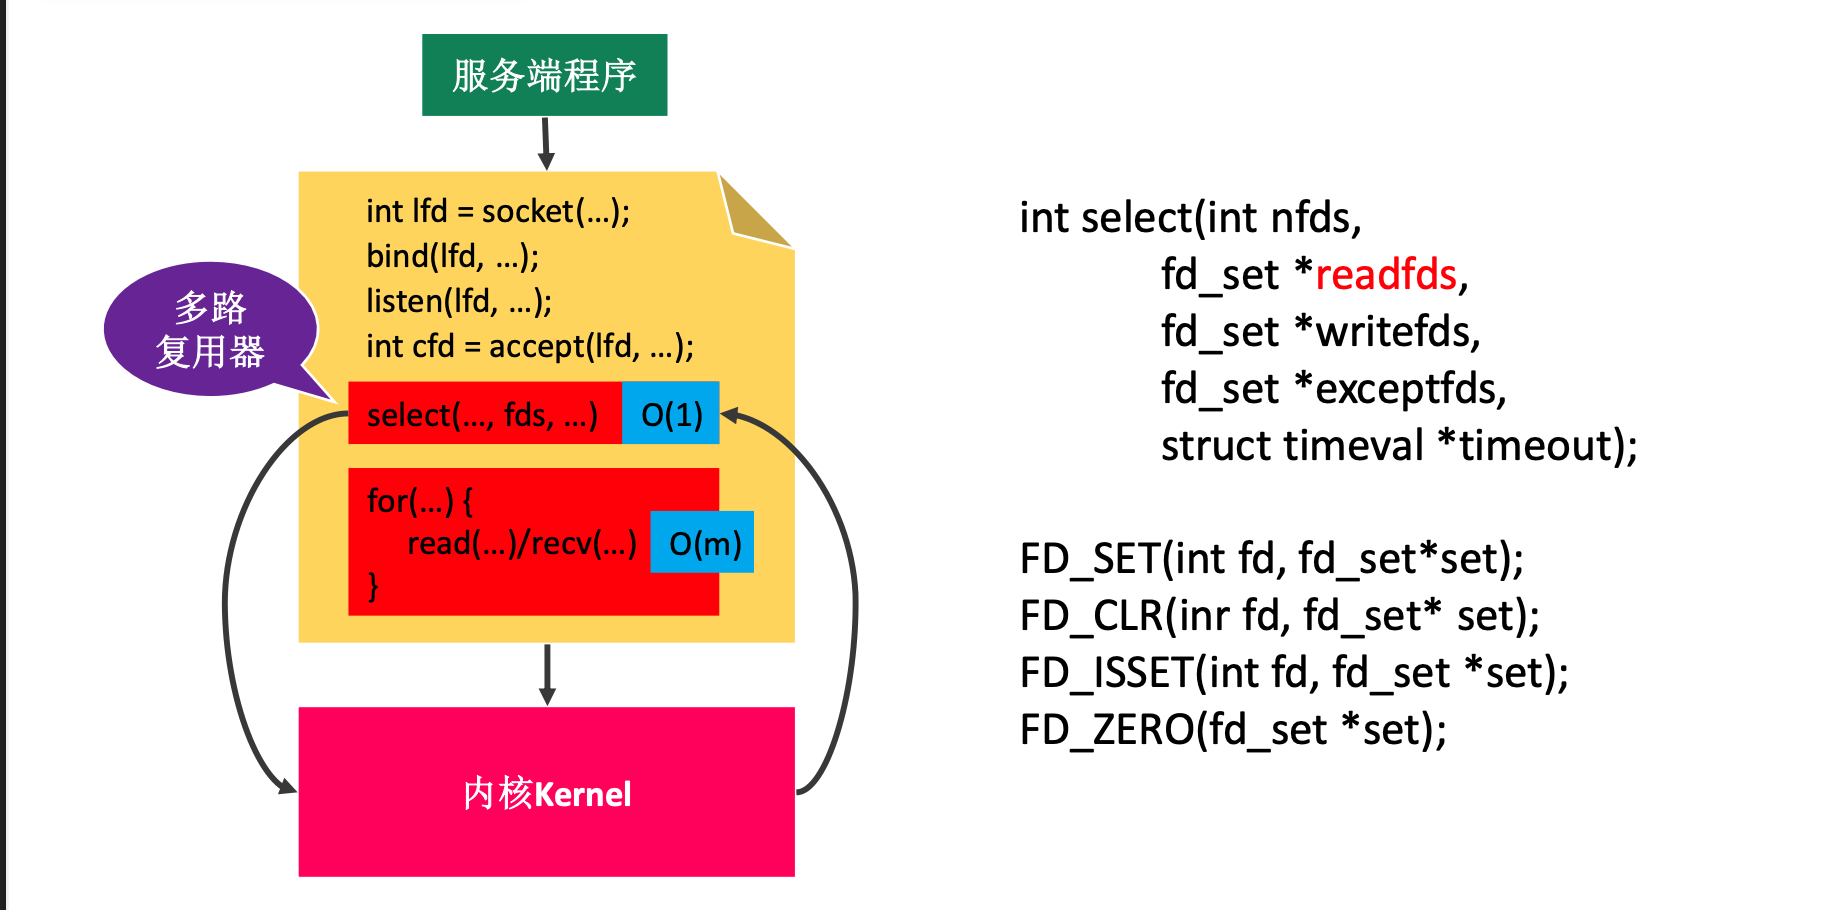 服务端程序
int lfd = socket(...);
bind(lfd, ...);
listen(lfd, ...);
int cfd = accept(lfd, ...);
多路
复用器
select(..., fds, ...)
O(1)
for(...) {
read(...)/recv(...)
O(m)
}
内核Kernel
int select(int nfds,
fd_set *readfds,
fd_set *writefds,
fd_set *exceptfds,
struct timeval *timeout);
FD_SET(int fd, fd_set*set);
FD_CLR(inr fd, fd_set* set);
FD_ISSET(int fd, fd_set *set);
FD_ZERO(fd_set *set);